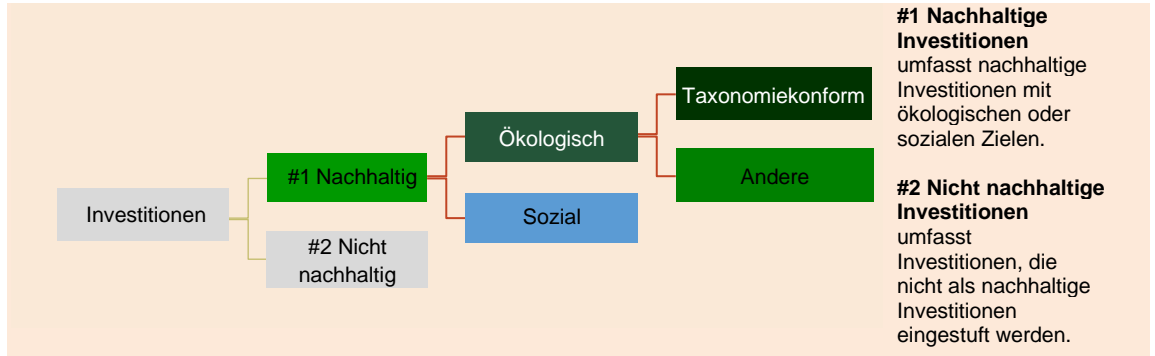 Investitionen
#1 Nachhaltig
#2 Nicht
nachhaltig
Ökologisch
Sozial
Taxonomiekonform
Andere
#1 Nachhaltige
Investitionen
umfasst nachhaltige
Investitionen mit
ökologischen oder
sozialen Zielen.
#2 Nicht nachhaltige
Investitionen
umfasst
Investitionen, die
nicht als nachhaltige
Investitionen
eingestuft werden.